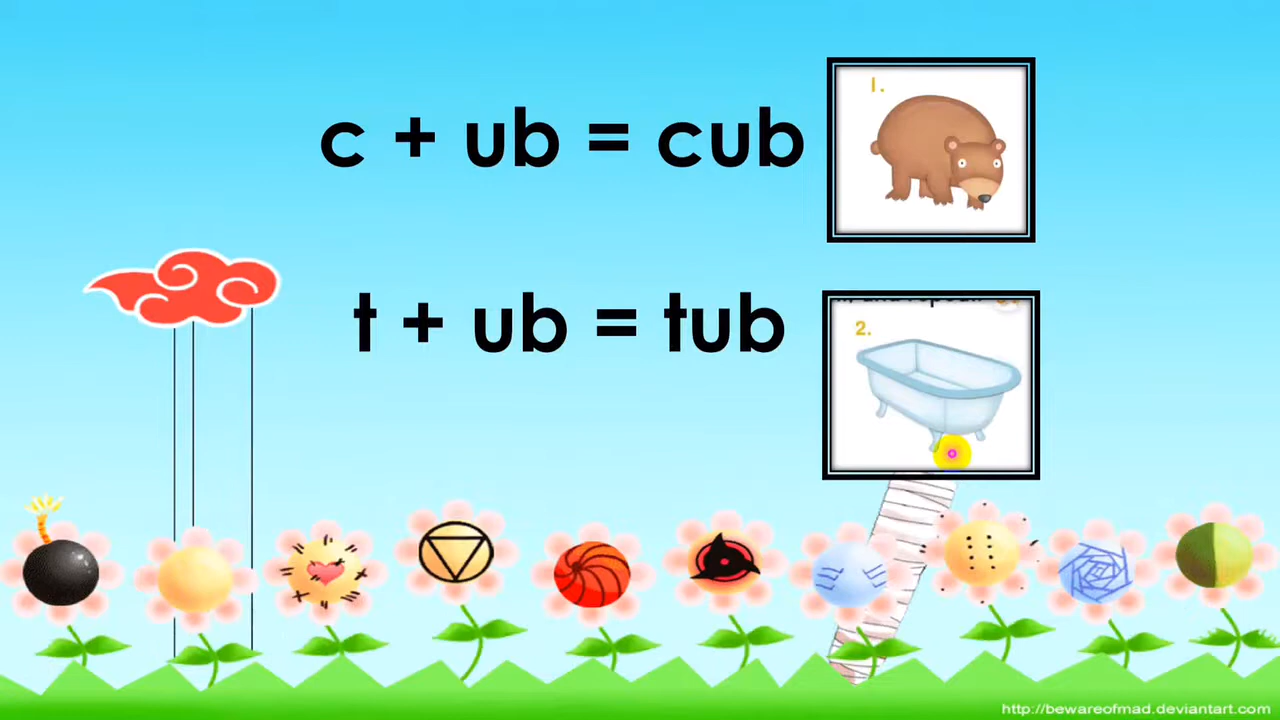 c + ub = cub
1.
t + ub = tub
2.
http://bewareofmad.deviantart.com